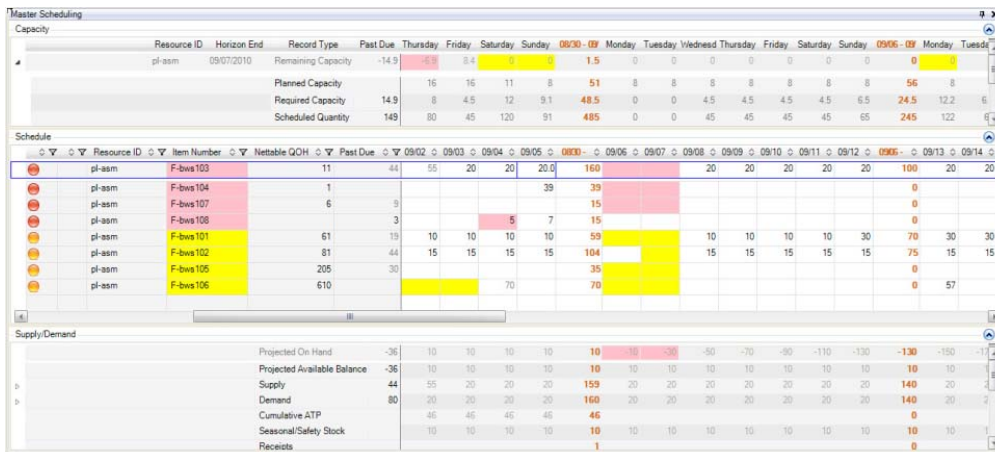 Master Scheduling
Capacity
Resource ID Horizon End Record Type Past Due Thursday Friday Saturday Sunday 08/30 - 09/ Monday Tuesday Wednesd Thursday Friday Saturday Sunday 09/06 - 09/ Monday Tuesda
pl-asm 09/07/2010 Remaining Capacity -14.9 -6.9 8.4 0 0 1.5 0 0 0 0 0 0 0 0 0
Planned Capacity 16 16 11 8 51 8 8 8 8 8 8 8 56 8
Required Capacity 14.9 8 4.5 12 9.1 48.5 0 0 4.5 4.5 4.5 4.5 6.5 24.5 12.2 6.
Scheduled Quantity 149 80 45 120 91 485 0 0 45 45 45 45 65 245 122
Schedule
Resource ID Item Number Nettable QOH Past Due 09/02 09/03 09/04 09/05 08/30 - 09/06 09/07 09/08 09/09 09/10 09/11 09/12 09/06 - 09/13 09/14
pl-asm F-bws103 11 44 55 20 20 20.0 160 20 20 20 20 20 100 20 20
pl-asm F-bws104 1 39 39 0
pl-asm F-bws107 6 9 15 0
pl-asm F-bws108 3 5 7 15 0
pl-asm F-bws101 61 19 10 10 10 10 59 10 10 10 10 30 70 30 30
pl-asm F-bws102 81 44 15 15 15 15 104 15 15 15 15 15 75 15 15
pl-asm F-bws105 205 30 35 0
pl-asm F-bws106 610 70 70 0 57
Supply/Demand
Projected On Hand -36 10 10 10 10 10 -10 -30 -50 -70 -90 -110 -130 -130 -150
Projected Available Balance -36 10 10 10 10 10 10 10 10 10 10 10 10 10 10
Supply 44 55 20 20 20 159 20 20 20 20 20 20 20 140 20
Demand 80 20 20 20 20 160 20 20 20 20 20 20 20 140 20
Cumulative ATP 46 46 46 46 46 0
Seasonal/Safety Stock 10 10 10 10 10 10 10 10 10 10 10 10 10 10
Receipts 1 0